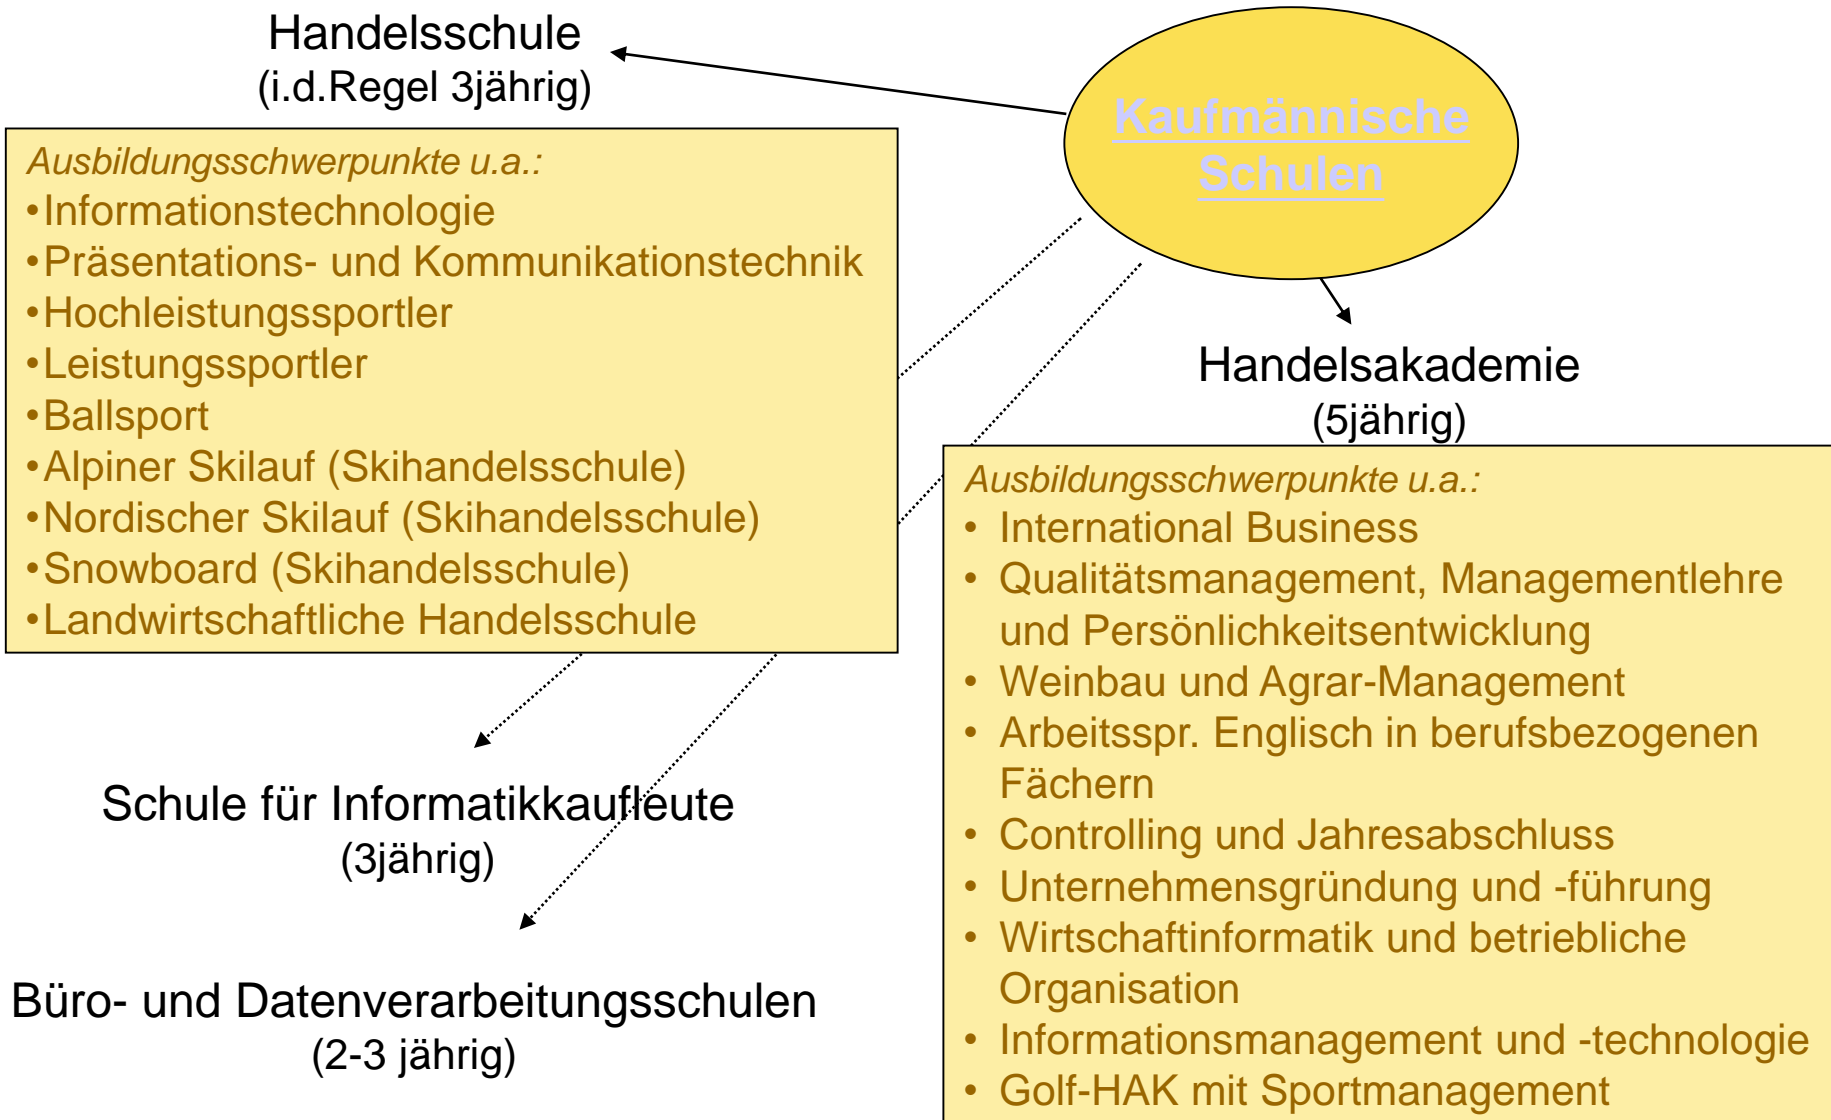 Handelsschule
(i.d.Regel 3jährig)
Kaufmännische
Schulen
Ausbildungsschwerpunkte u.a.:
•Informationstechnologie
•Präsentations- und Kommunikationstechnik
•Hochleistungssportler
•Leistungssportler
•Ballsport
•Alpiner Skilauf (Skihandelsschule)
•Nordischer Skilauf (Skihandelsschule)
•Snowboard (Skihandelsschule)
•Landwirtschaftliche Handelsschule
Handelsakademie
(5jährig)
Ausbildungsschwerpunkte u.a.:
• International Business
• Qualitätsmanagement, Managementlehre
und Persönlichkeitsentwicklung
• Weinbau und Agrar-Management
• Arbeitsspr. Englisch in berufsbezogenen
Fächern
• Controlling und Jahresabschluss
• Unternehmensgründung und -führung
• Wirtschaftinformatik und betriebliche
Organisation
• Informationsmanagement und -technologie
• Golf-HAK mit Sportmanagement
Schule für Informatikkaufleute
(3jährig)
Büro- und Datenverarbeitungsschulen
(2-3 jährig)